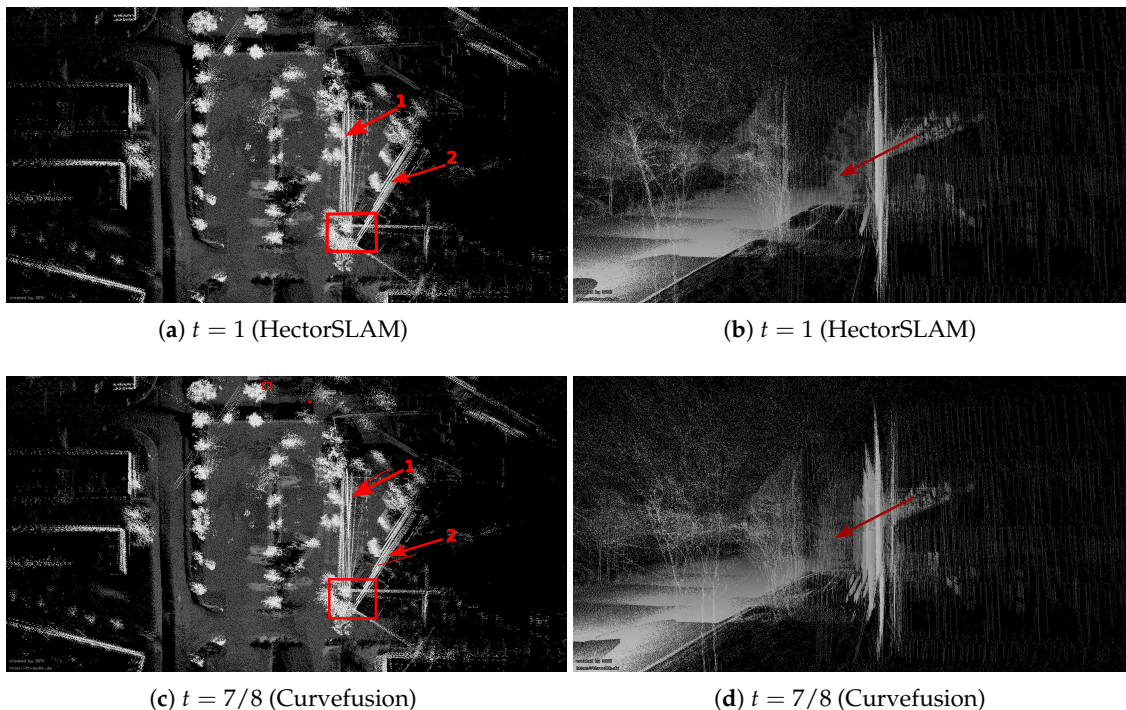 1
2
(a) t = 1 (HectorSLAM)
(b) t = 1 (HectorSLAM)
1
2
(c) t = 7/8 (Curvefusion)
(d) t = 7/8 (Curvefusion)